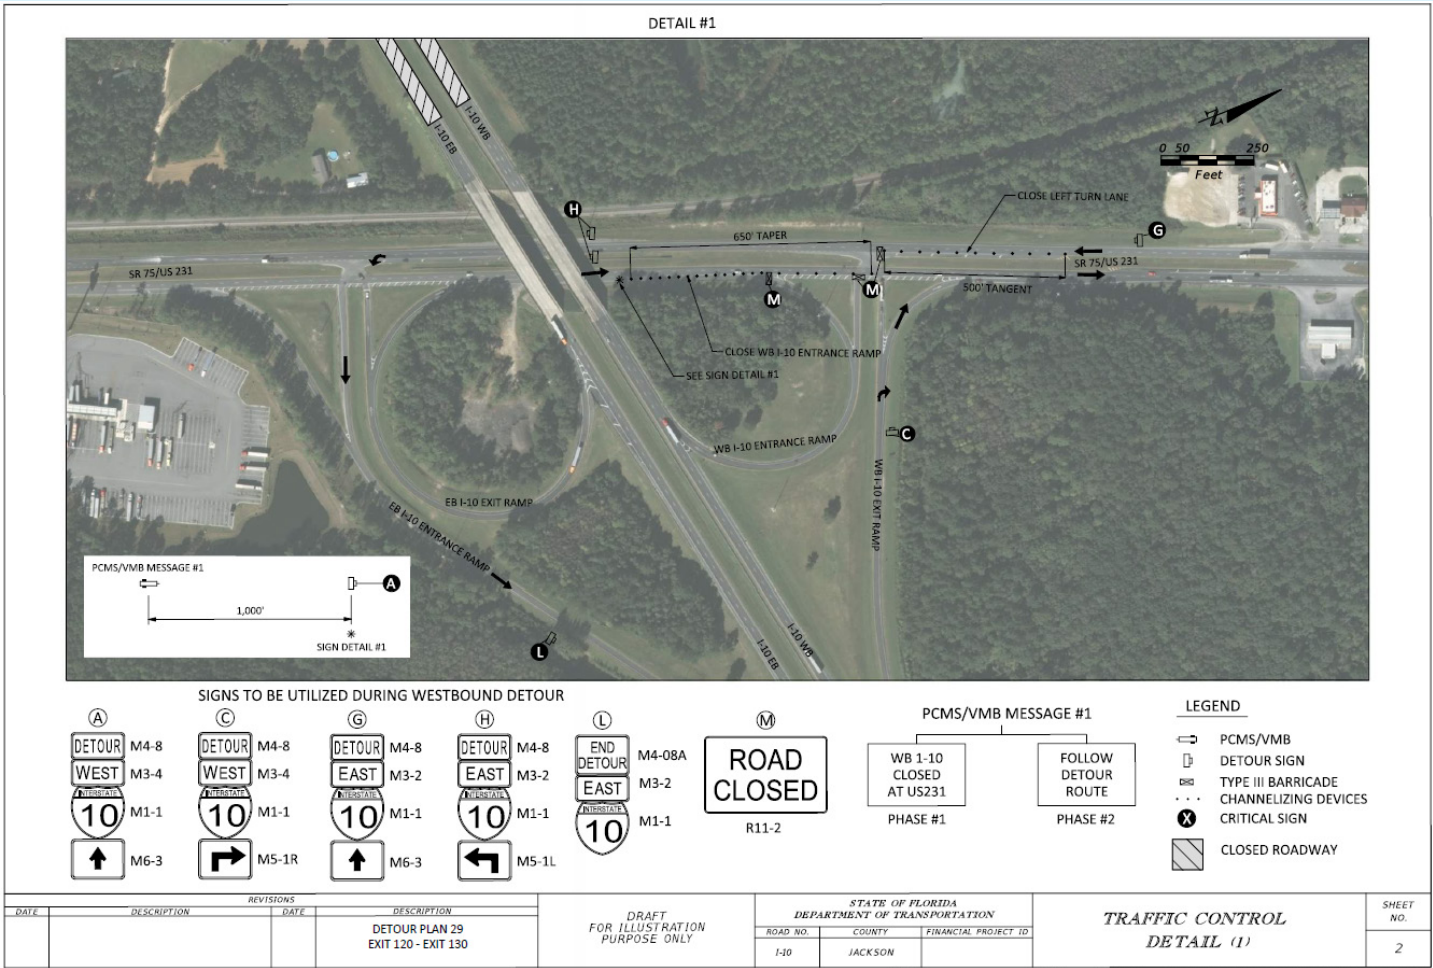 DETAIL #1
I-10 WB
I-10 EB
Z
0 50 250
Feet
CLOSE LEFT TURN LANE
H
G
650' TAPER
SR 75/US 231
SR 75/US 231
M
M
500' TANGENT
CLOSE WB I-10 ENTRANCE RAMP
SEE SIGN DETAIL #1
C
WB I-10 ENTRANCE RAMP
WB I-10 EXIT RAMP
EB I-10 EXIT RAMP
EB I-10 ENTRANCE RAMP
L
I-10 EB
I-10 WB
PCMS/VMB MESSAGE #1
A
1,000'
SIGN DETAIL #1
SIGNS TO BE UTILIZED DURING WESTBOUND DETOUR
A
DETOUR M4-8
WEST M3-4
INTERSTATE
10 M1-1
M6-3
C
DETOUR M4-8
WEST M3-4
INTERSTATE
10 M1-1
M5-1R
G
DETOUR M4-8
EAST M3-2
INTERSTATE
10 M1-1
M6-3
H
DETOUR M4-8
EAST M3-2
INTERSTATE
10 M1-1
M5-1L
L
END
DETOUR M4-08A
EAST M3-2
INTERSTATE
10 M1-1
M
ROAD
CLOSED
R11-2
PCMS/VMB MESSAGE #1
WB 1-10
CLOSED
AT US231
PHASE #1
FOLLOW
DETOUR
ROUTE
PHASE #2
LEGEND
PCMS/VMB
DETOUR SIGN
TYPE III BARRICADE
CHANNELIZING DEVICES
X CRITICAL SIGN
CLOSED ROADWAY
REVISIONS
DATE DESCRIPTION DATE DESCRIPTION
DETOUR PLAN 29
EXIT 120 - EXIT 130
DRAFT
FOR ILLUSTRATION
PURPOSE ONLY
STATE OF FLORIDA
DEPARTMENT OF TRANSPORTATION
ROAD NO. COUNTY FINANCIAL PROJECT ID
I-10 JACKSON
TRAFFIC CONTROL
DETAIL (1)
SHEET
NO.
2